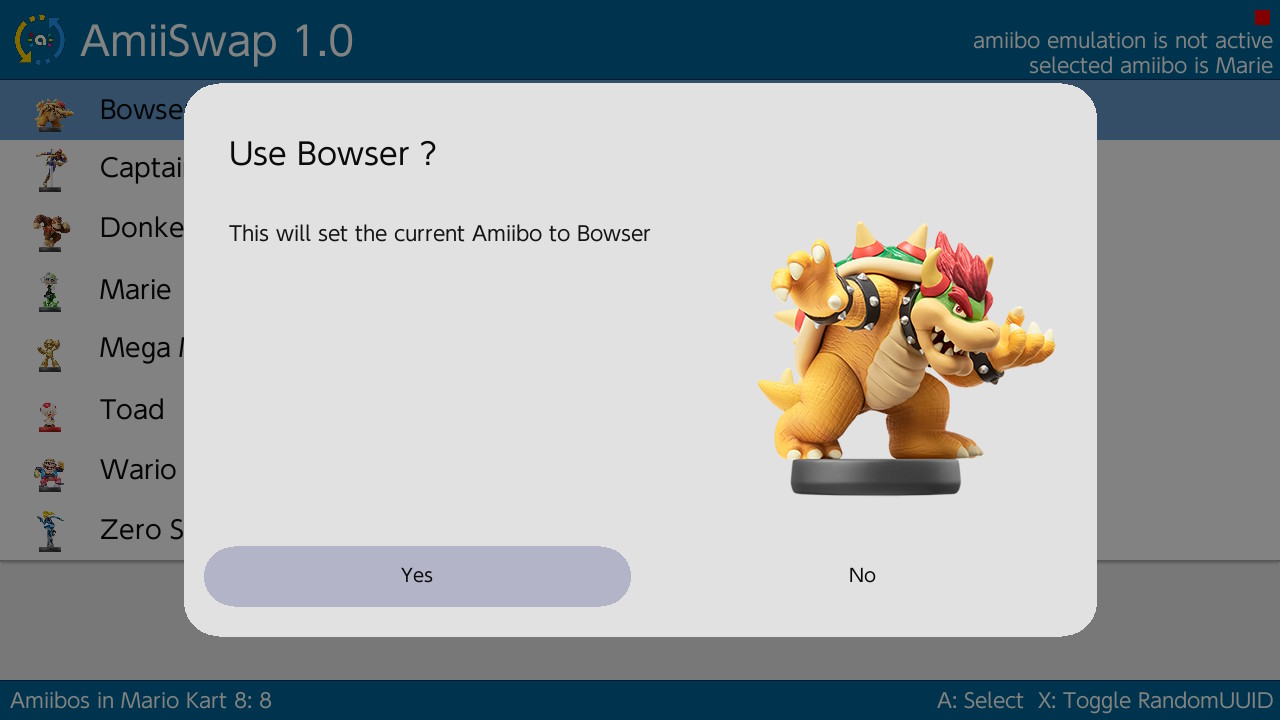 AmiiSwap 1.0
amiibo emulation is not active
selected amiibo is Marie
Bowse
Captai
Donke
Marie
Mega
Toad
Wario
Zero S
Use Bowser ?
This will set the current Amiibo to Bowser
Yes
No
Amiibos in Mario Kart 8: 8
A: Select X: Toggle RandomUUID